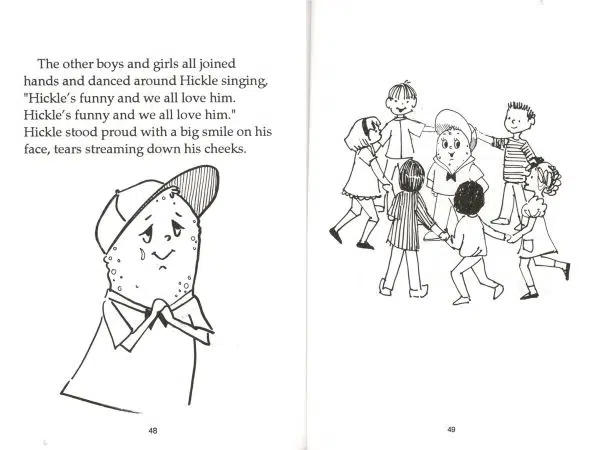 The other boys and girls all joined
hands and danced around Hickle singing,
"Hickle's funny and we all love him.
Hickle's funny and we all love him."
Hickle stood proud with a big smile on his
face, tears streaming down his cheeks.
48
49